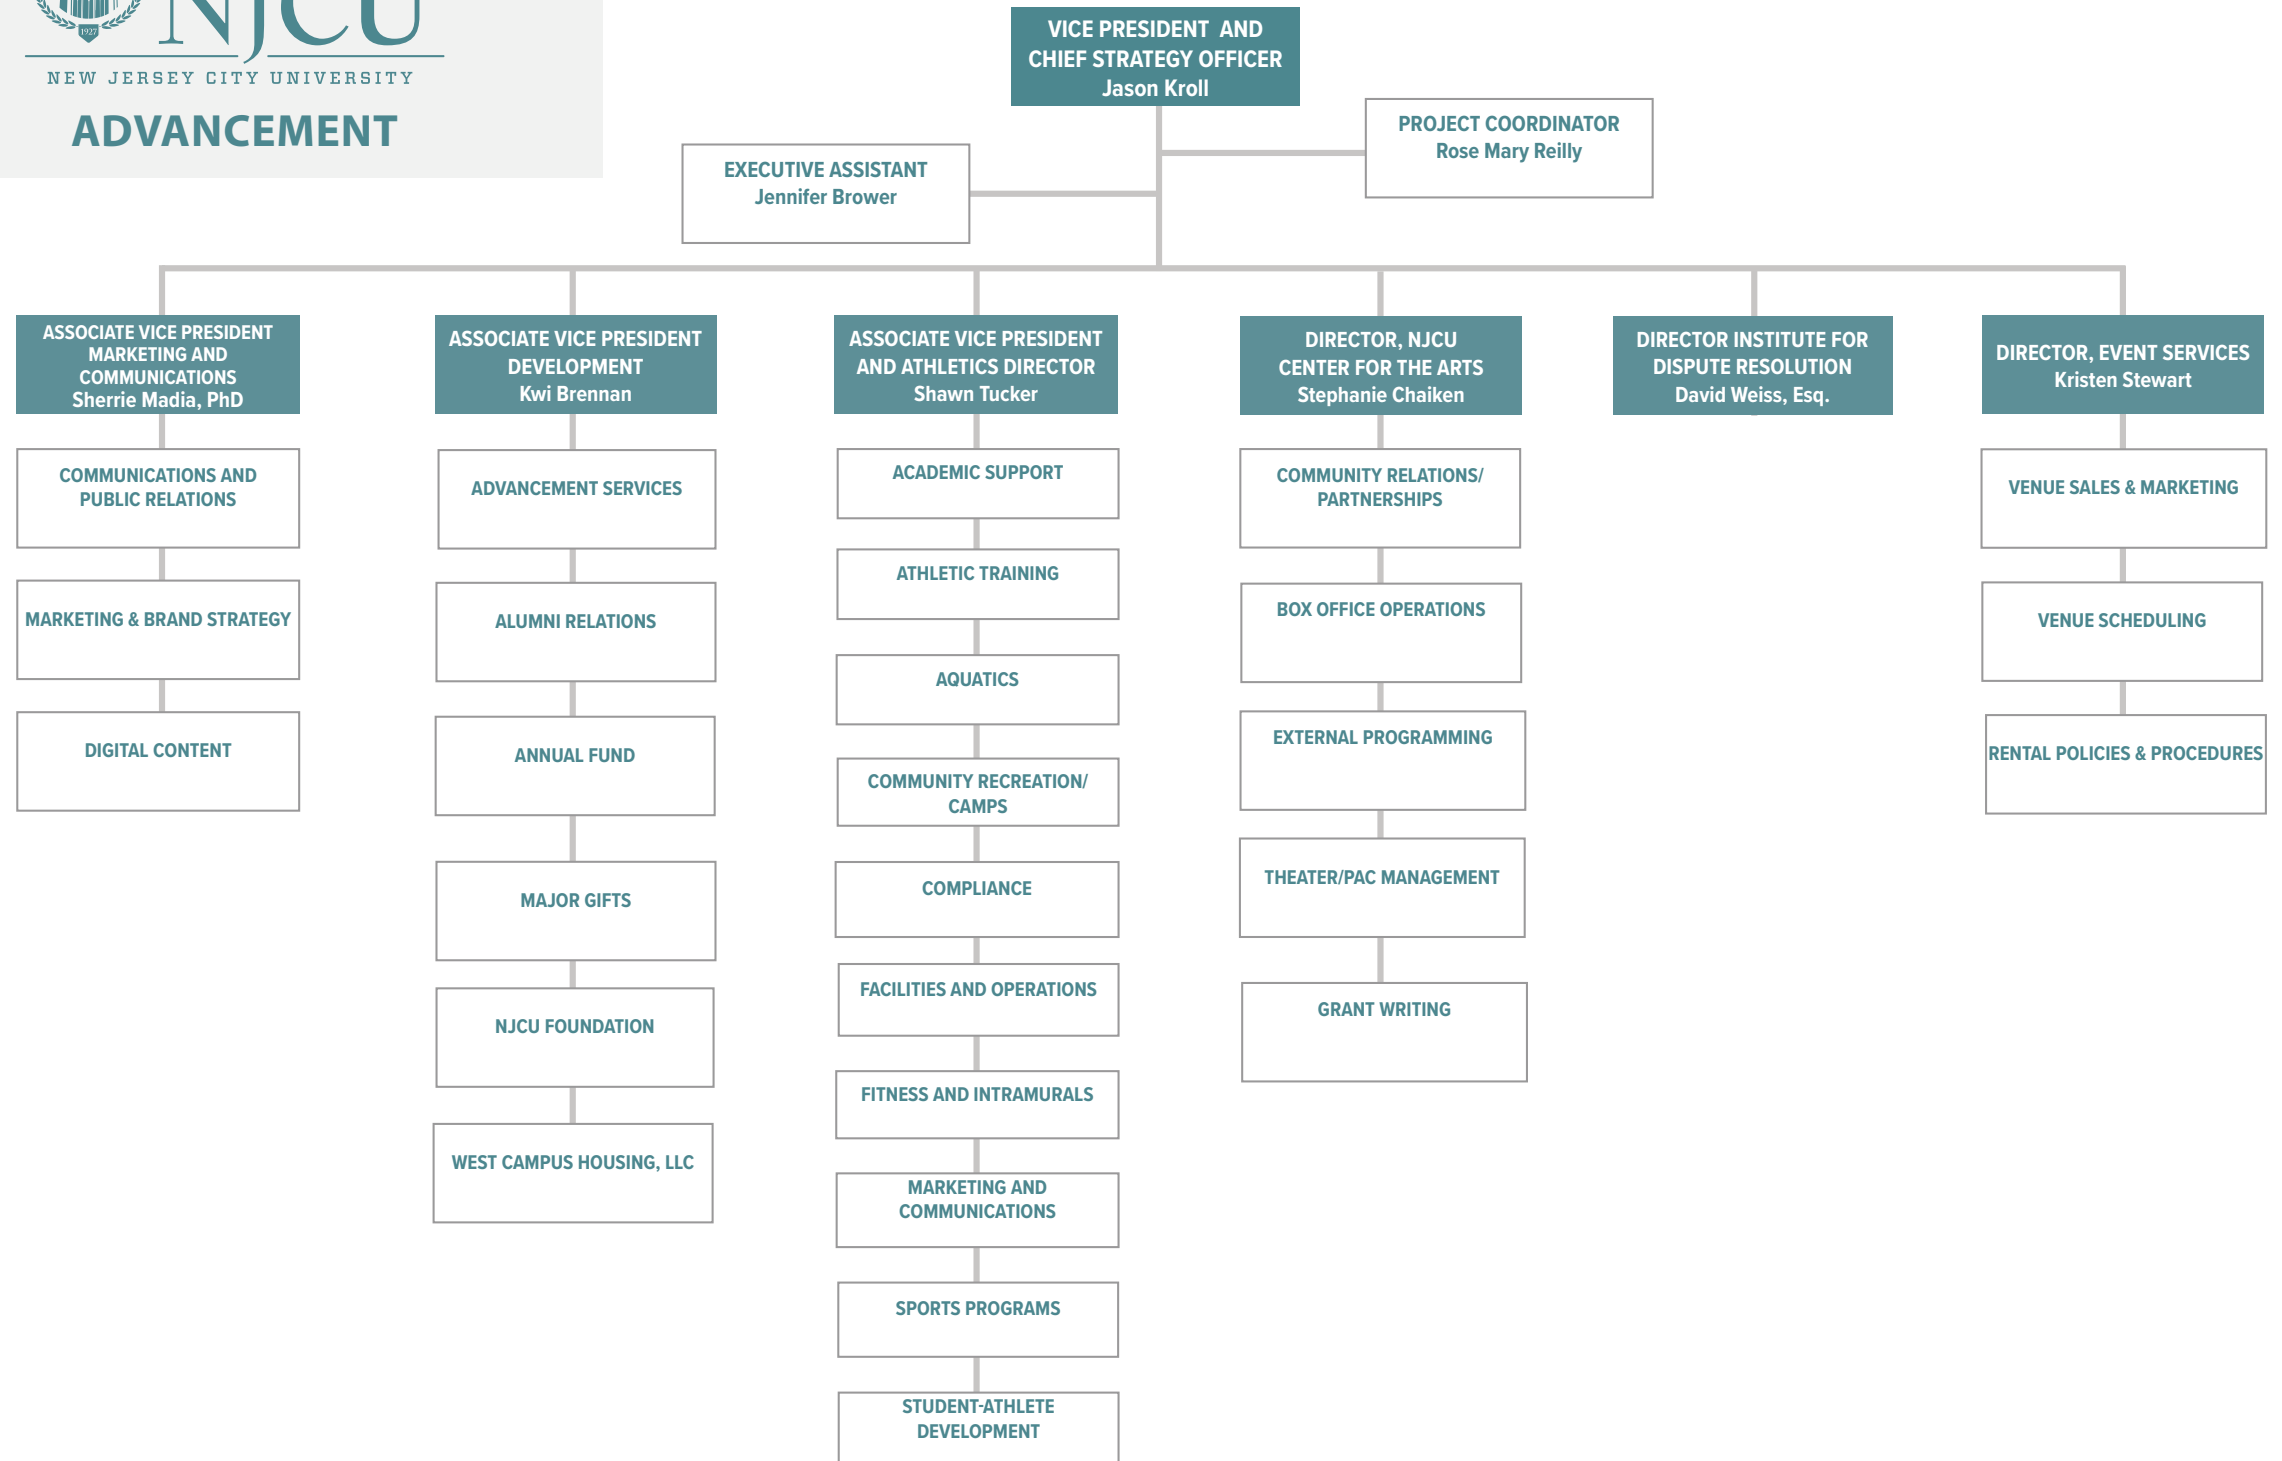 NJCU
1927
NEW JERSEY CITY UNIVERSITY
ADVANCEMENT
VICE PRESIDENT AND
CHIEF STRATEGY OFFICER
Jason Kroll
PROJECT COORDINATOR
Rose Mary Reilly
EXECUTIVE ASSISTANT
Jennifer Brower
ASSOCIATE VICE PRESIDENT
MARKETING AND
COMMUNICATIONS
Sherrie Madia, PhD
COMMUNICATIONS AND
PUBLIC RELATIONS
MARKETING & BRAND STRATEGY
DIGITAL CONTENT
ASSOCIATE VICE PRESIDENT
DEVELOPMENT
Kwi Brennan
ADVANCEMENT SERVICES
ALUMNI RELATIONS
ANNUAL FUND
MAJOR GIFTS
NJCU FOUNDATION
WEST CAMPUS HOUSING, LLC
ASSOCIATE VICE PRESIDENT
AND ATHLETICS DIRECTOR
Shawn Tucker
ACADEMIC SUPPORT
ATHLETIC TRAINING
AQUATICS
COMMUNITY RECREATION/
CAMPS
COMPLIANCE
FACILITIES AND OPERATIONS
FITNESS AND INTRAMURALS
MARKETING AND
COMMUNICATIONS
SPORTS PROGRAMS
STUDENT-ATHLETE
DEVELOPMENT
DIRECTOR, NJCU
CENTER FOR THE ARTS
Stephanie Chaiken
COMMUNITY RELATIONS/
PARTNERSHIPS
BOX OFFICE OPERATIONS
EXTERNAL PROGRAMMING
THEATER/PAC MANAGEMENT
GRANT WRITING
DIRECTOR INSTITUTE FOR
DISPUTE RESOLUTION
David Weiss, Esq.
DIRECTOR, EVENT SERVICES
Kristen Stewart
VENUE SALES & MARKETING
VENUE SCHEDULING
RENTAL POLICIES & PROCEDURES